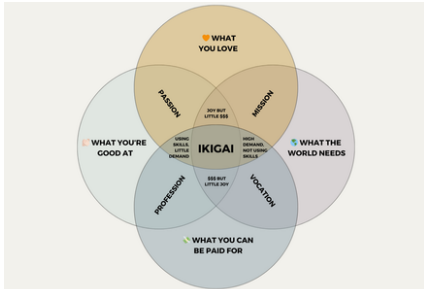 🧡 WHAT
YOU LOVE
PASSION
MISSION
JOY BUT
LITTLE $$$
WHAT YOU'RE
GOOD AT
USING
SKILLS,
LITTLE
DEMAND
IKIGAI
HIGH
DEMAND,
NOT USING
SKILLS
🌎 WHAT THE
WORLD NEEDS
PROFESSION
$$$ BUT
LITTLE JOY
VOCATION
💸 WHAT YOU CAN
BE PAID FOR